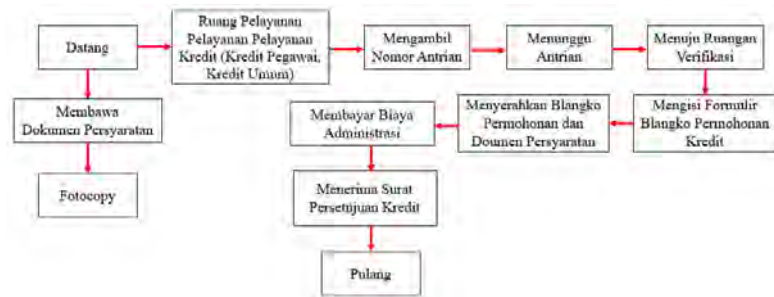 Datang
Ruang Pelayanan
Pelayanan Pelayanan
Kredit (Kredit Pegawai,
Kredit Umum)
Mengambil
Nomor Antrian
Menunggu
Antrian
Menuju Ruangan
Verifikasi
Membawa
Dokumen Persyaratan
Fotocopy
Mengisi Formulir
Blangko Permohonan
Kredit
Menyerahkan Blangko
Permohonan dan
Doumen Persyaratan
Membayar Biaya
Administrasi
Menerima Surat
Persetujuan Kredit
Pulang